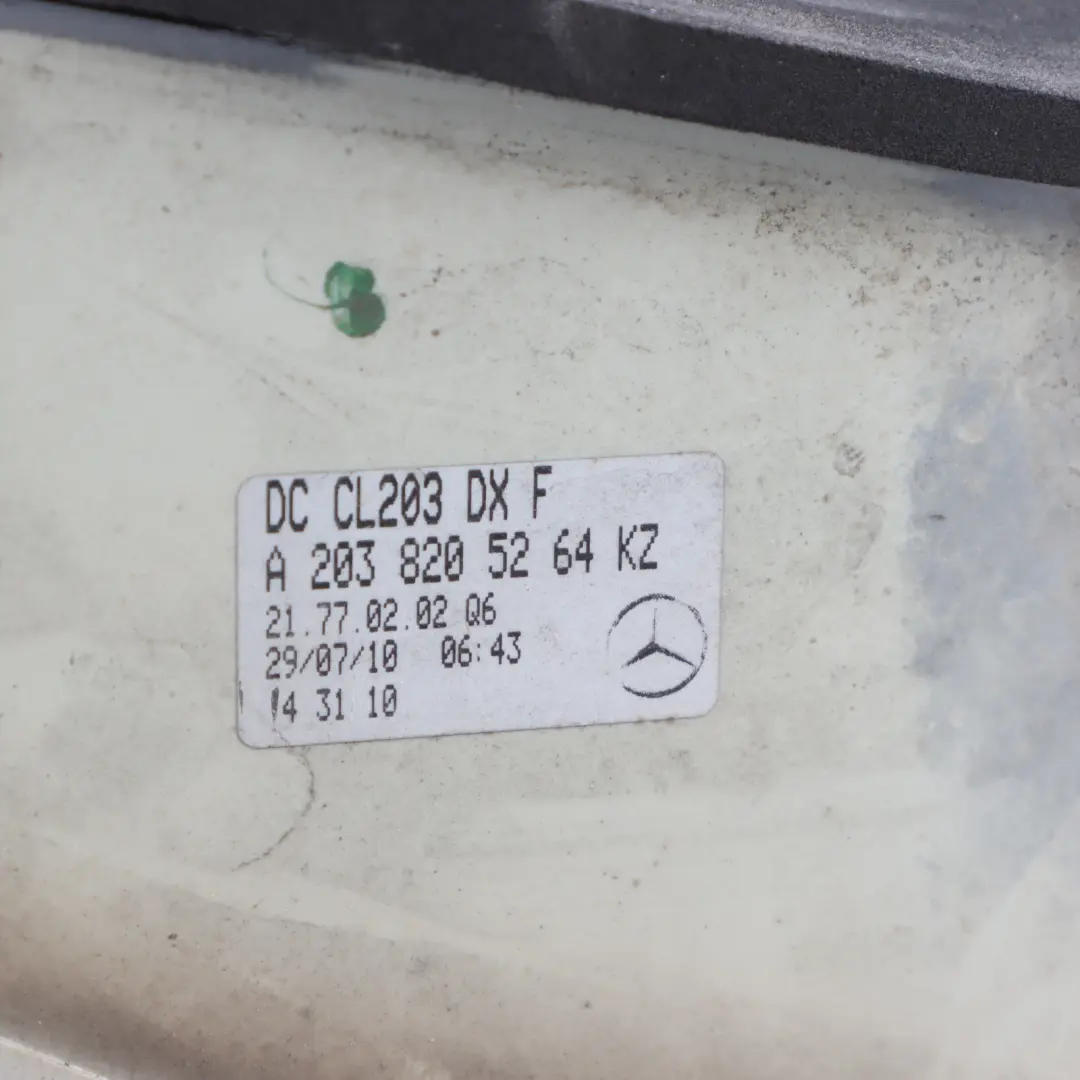 DC CL203 DX F
A 203 820 52 64 KZ
21.77.02.02 Q6
29/07/10 06:43
14 31 10